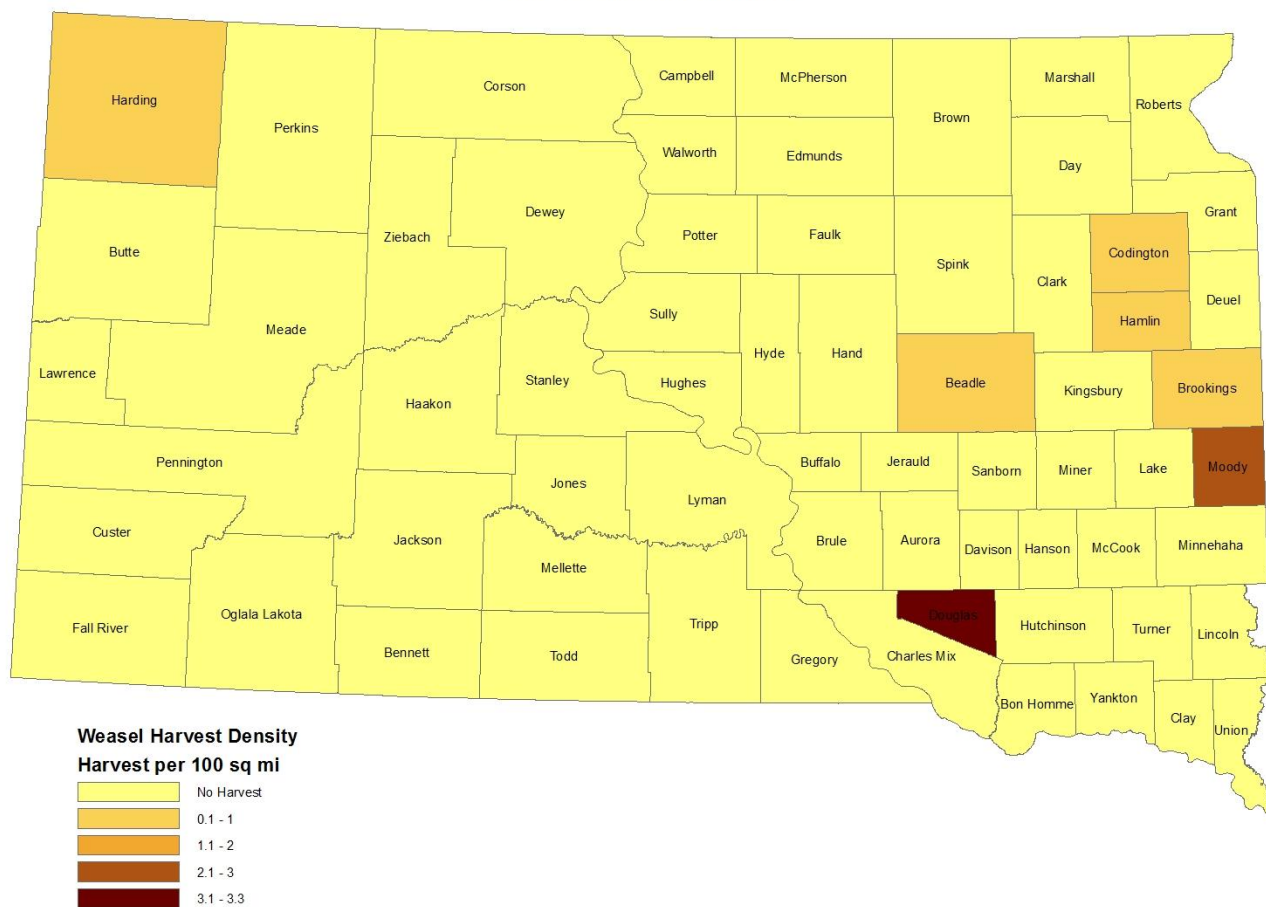 Harding
Perkins
Corson
Campbell
McPherson
Brown
Marshall
Roberts
Walworth
Edmunds
Day
Butte
Ziebach
Dewey
Potter
Faulk
Spink
Clark
Codington
Grant
Meade
Sully
Hyde
Hand
Hamlin
Deuel
Lawrence
Haakon
Stanley
Hughes
Beadle
Kingsbury
Brookings
Pennington
Jones
Lyman
Buffalo
Jerauld
Sanborn
Miner
Lake
Moody
Custer
Jackson
Mellette
Brule
Aurora
Davison
Hanson
McCook
Minnehaha
Fall River
Oglala Lakota
Bennett
Todd
Tripp
Gregory
Charles Mix
Douglas
Hutchinson
Turner
Lincoln
Bon Homme
Yankton
Clay
Union
Weasel Harvest Density
Harvest per 100 sq mi
No Harvest
0.1 - 1
1.1 - 2
2.1 - 3
3.1 - 3.3